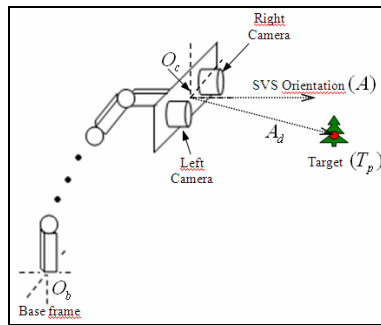 Right
Camera
O_c
SVS Orientation (A)
A_d
Left
Camera
Target (T_p)
O_b
Base frame